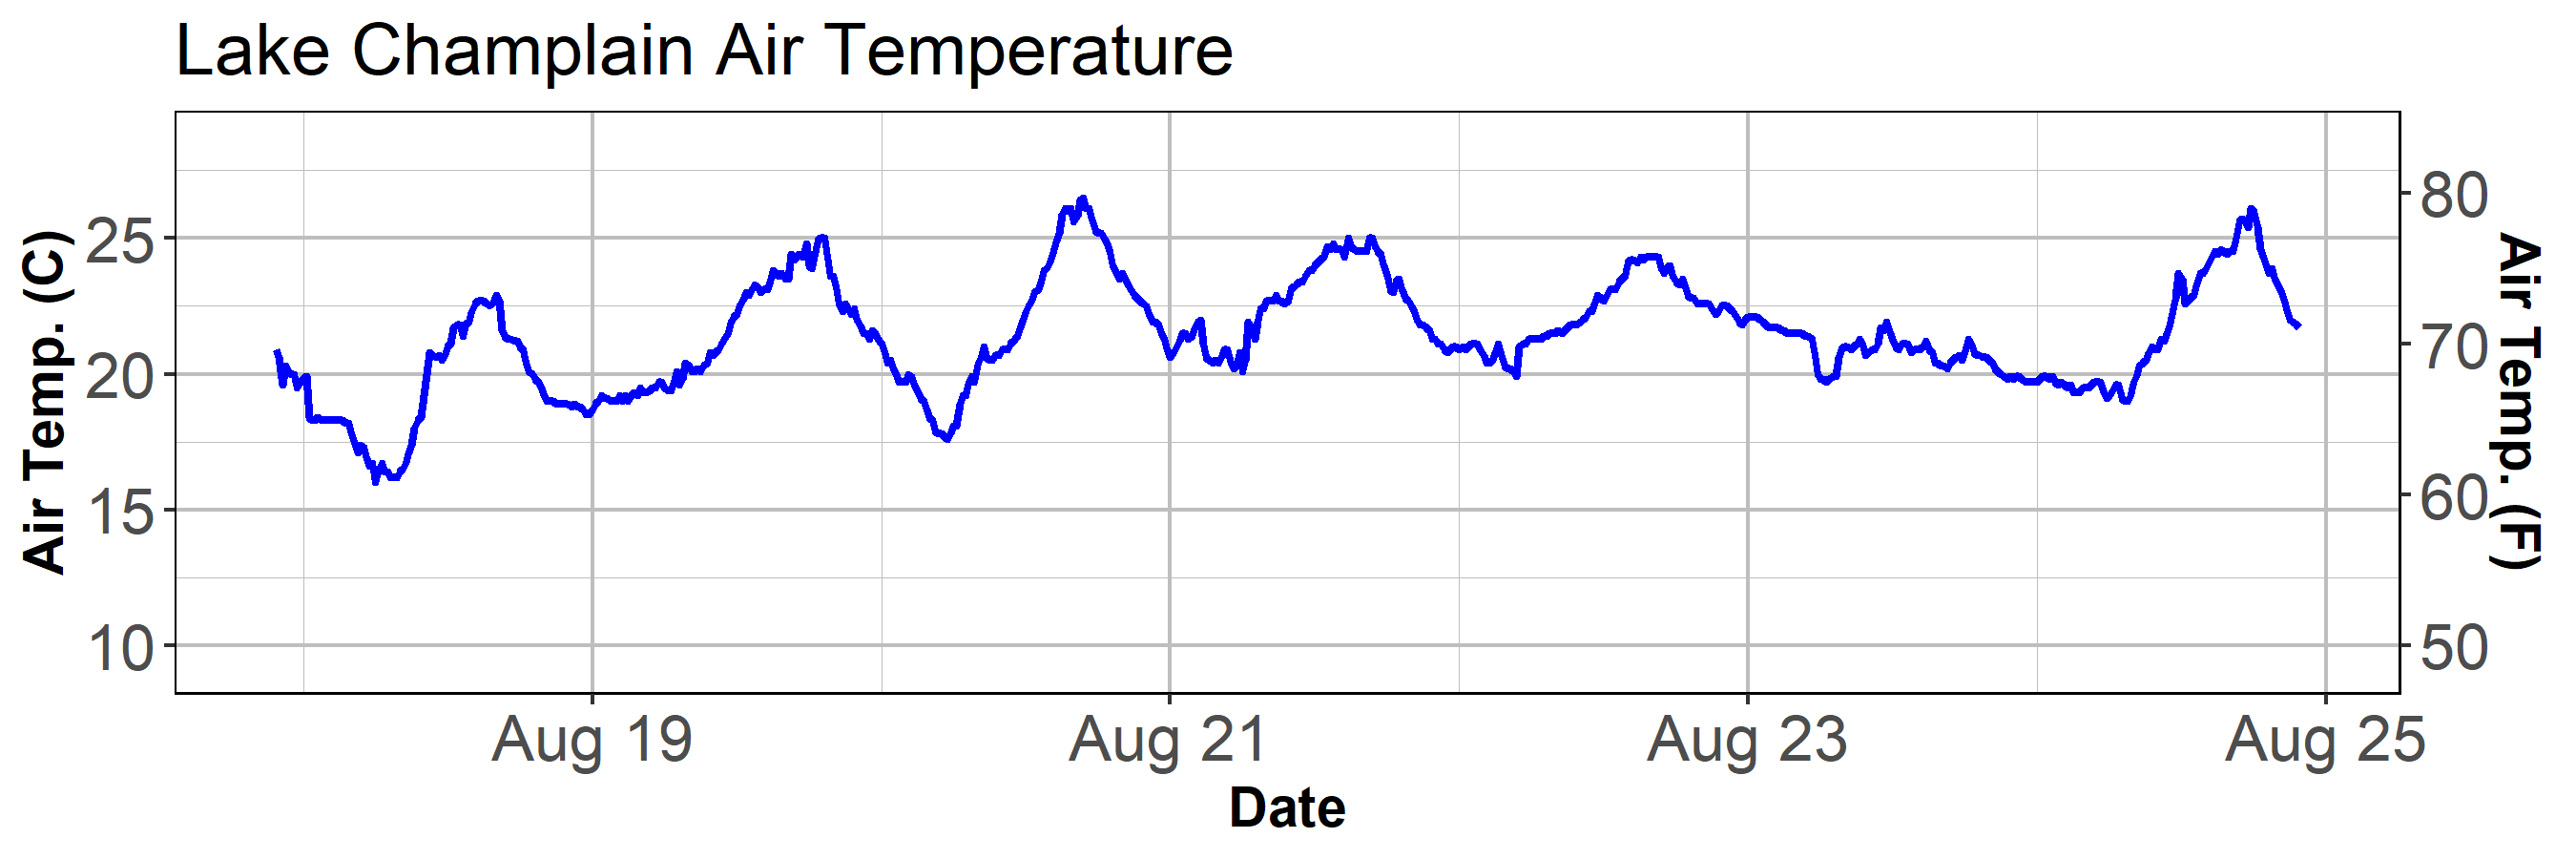 Lake Champlain Air Temperature
Air Temp. (C)
25
20
15
10
80
70
60
50
Air Temp. (F)
Aug 19
Aug 21
Aug 23
Aug 25
Date